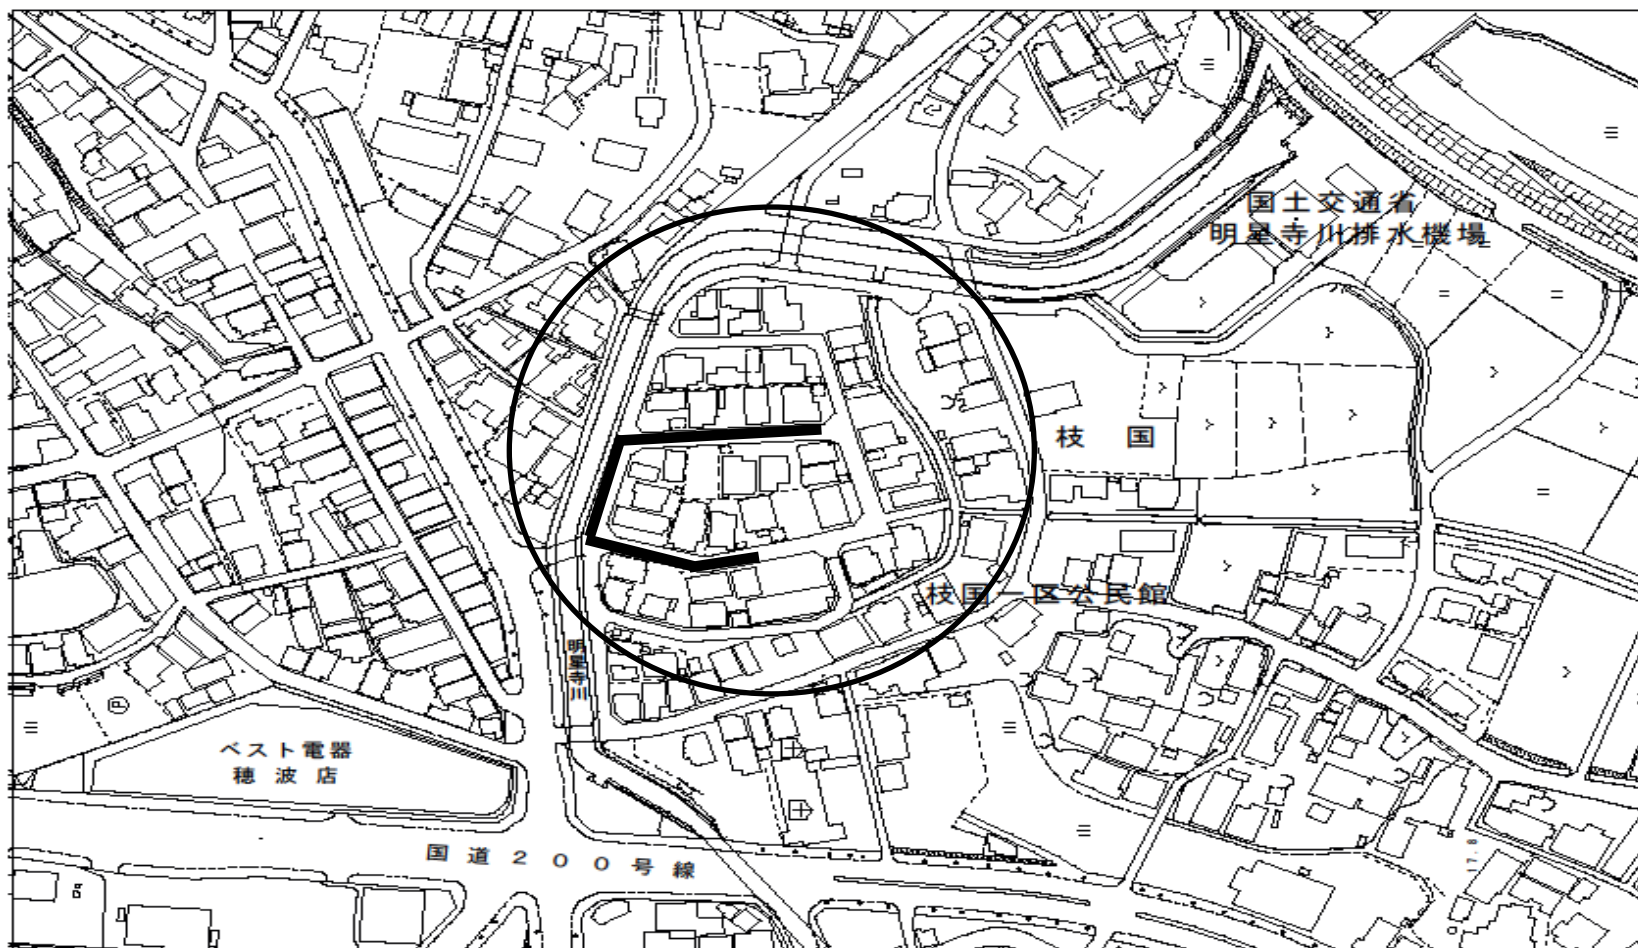 国土交通省
明星寺川排水機場
枝 国
枝国一区公民館
明星寺川
P
ベスト電器
穂波店
国道200号線
17.8